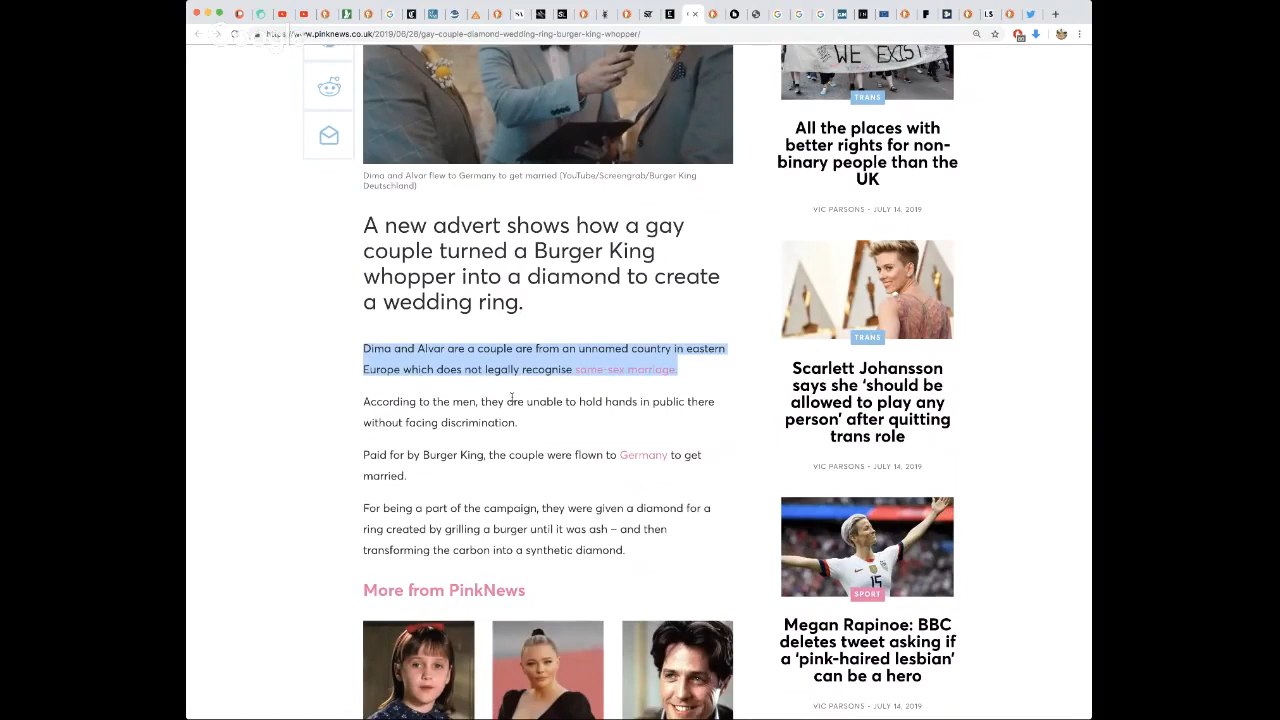 https://www.pinknews.co.uk/2019/06/26/gay-couple-diamond-wedding-ring-burger-king-whopper/
Dima and Alvar flew to Germany to get married (YouTube/Screengrab/Burger King
Deutschland)
A new advert shows how a gay
couple turned a Burger King
whopper into a diamond to create
a wedding ring.
Dima and Alvar are a couple are from an unnamed country in eastern
Europe which does not legally recognise same-sex marriage.
According to the men, they are unable to hold hands in public there
without facing discrimination.
Paid for by Burger King, the couple were flown to Germany to get
married.
For being a part of the campaign, they were given a diamond for a
ring created by grilling a burger until it was ash – and then
transforming the carbon into a synthetic diamond.
More from PinkNews
WE EXIST
TRANS
All the places with
better rights for non-
binary people than the
UK
VIC PARSONS - JULY 14, 2019
TRANS
Scarlett Johansson
says she ‘should be
allowed to play any
person’ after quitting
trans role
VIC PARSONS - JULY 14, 2019
15
SPORT
Megan Rapinoe: BBC
deletes tweet asking if
a ‘pink-haired lesbian’
can be a hero
VIC PARSONS - JULY 14, 2019